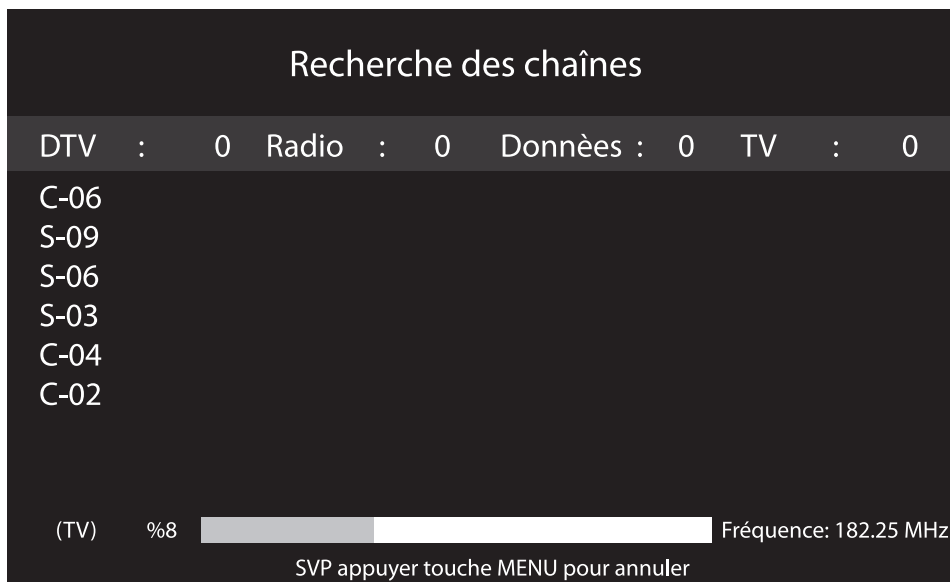 Recherche des chaînes
DTV : 0 Radio : 0 Donnèes : 0 TV : 0
C-06
S-09
S-06
S-03
C-04
C-02
(TV) %8 Fréquence: 182.25 MHz
SVP appuyer touche MENU pour annuler